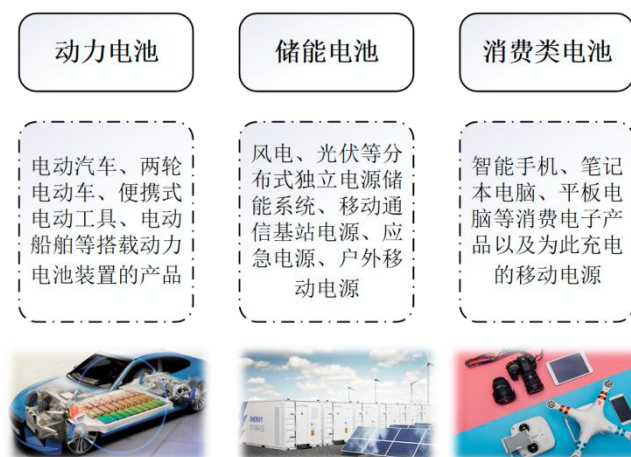 动力电池
储能电池
消费类电池
电动汽车、两轮
电动车、便携式
电动工具、电动
船舶等搭载动力
电池装置的产品
风电、光伏等分
布式独立电源储
能系统、移动通
信基站电源、应
急电源、户外移
动电源
智能手机、笔记
本电脑、平板电
脑等消费电子产
品以及为此充电
的移动电源
ENERGY
STORAGE